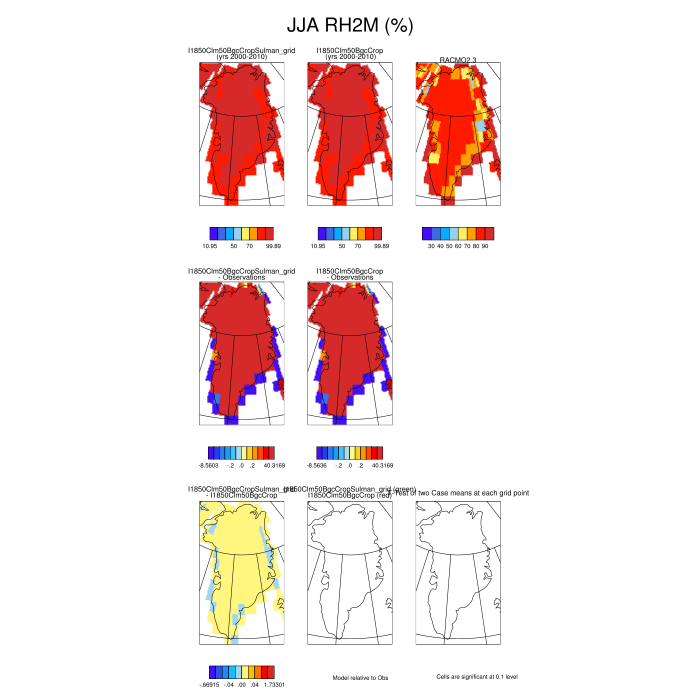 JJA RH2M (%)
I1850Clm50BgcCropSulman_grid
(yrs 2000-2010)
I1850Clm50BgcCrop
(yrs 2000-2010)
RACMO2.3
10.95 50 70 99.89
10.95 50 70 99.89
30 40 50 60 70 80 90
I1850Clm50BgcCropSulman_grid
- Observations
I1850Clm50BgcCrop
- Observations
-8.5603 -.2 .0 .2 40.3169
-8.5636 -.2 .0 .2 40.3169
I1850Clm50BgcCropSulman_grid
- I1850Clm50BgcCrop
I1850Clm50BgcCropSulman_grid (green)
I1850Clm50BgcCrop (red)
T-Test of two Case means at each grid point
-.66915 -.04 .00 .04 1.73301
Model relative to Obs
Cells are significant at 0.1 level